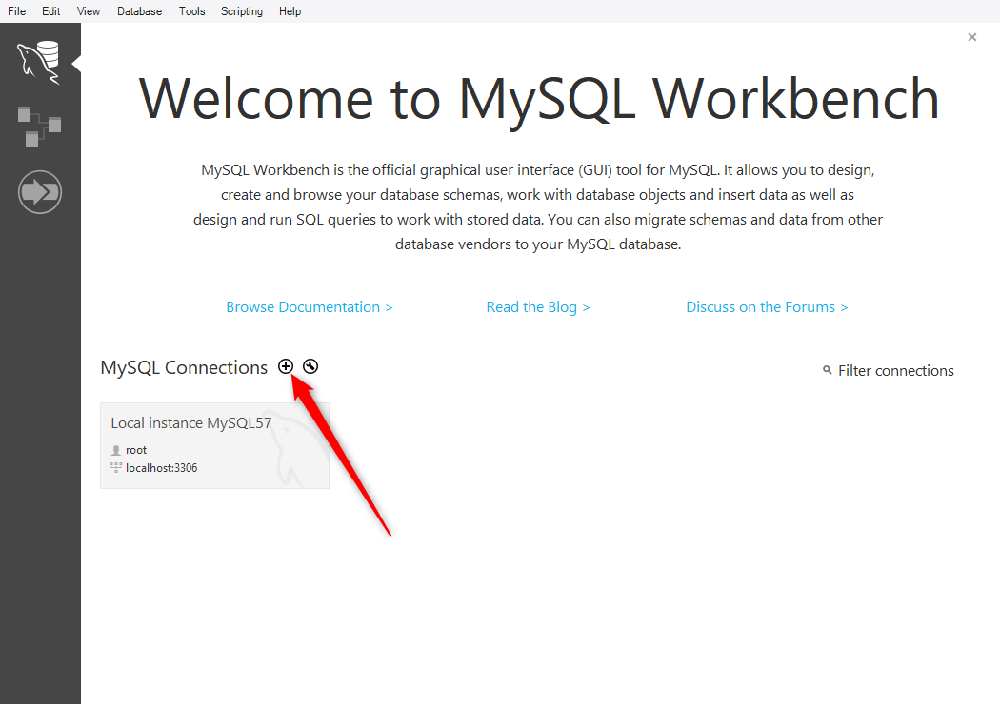 File Edit View Database Tools Scripting Help
Welcome to MySQL Workbench
MySQL Workbench is the official graphical user interface (GUI) tool for MySQL. It allows you to design,
create and browse your database schemas, work with database objects and insert data as well as
design and run SQL queries to work with stored data. You can also migrate schemas and data from other
database vendors to your MySQL database.
Browse Documentation > Read the Blog > Discuss on the Forums >
MySQL Connections Filter connections
Local instance MySQL57
root
localhost:3306